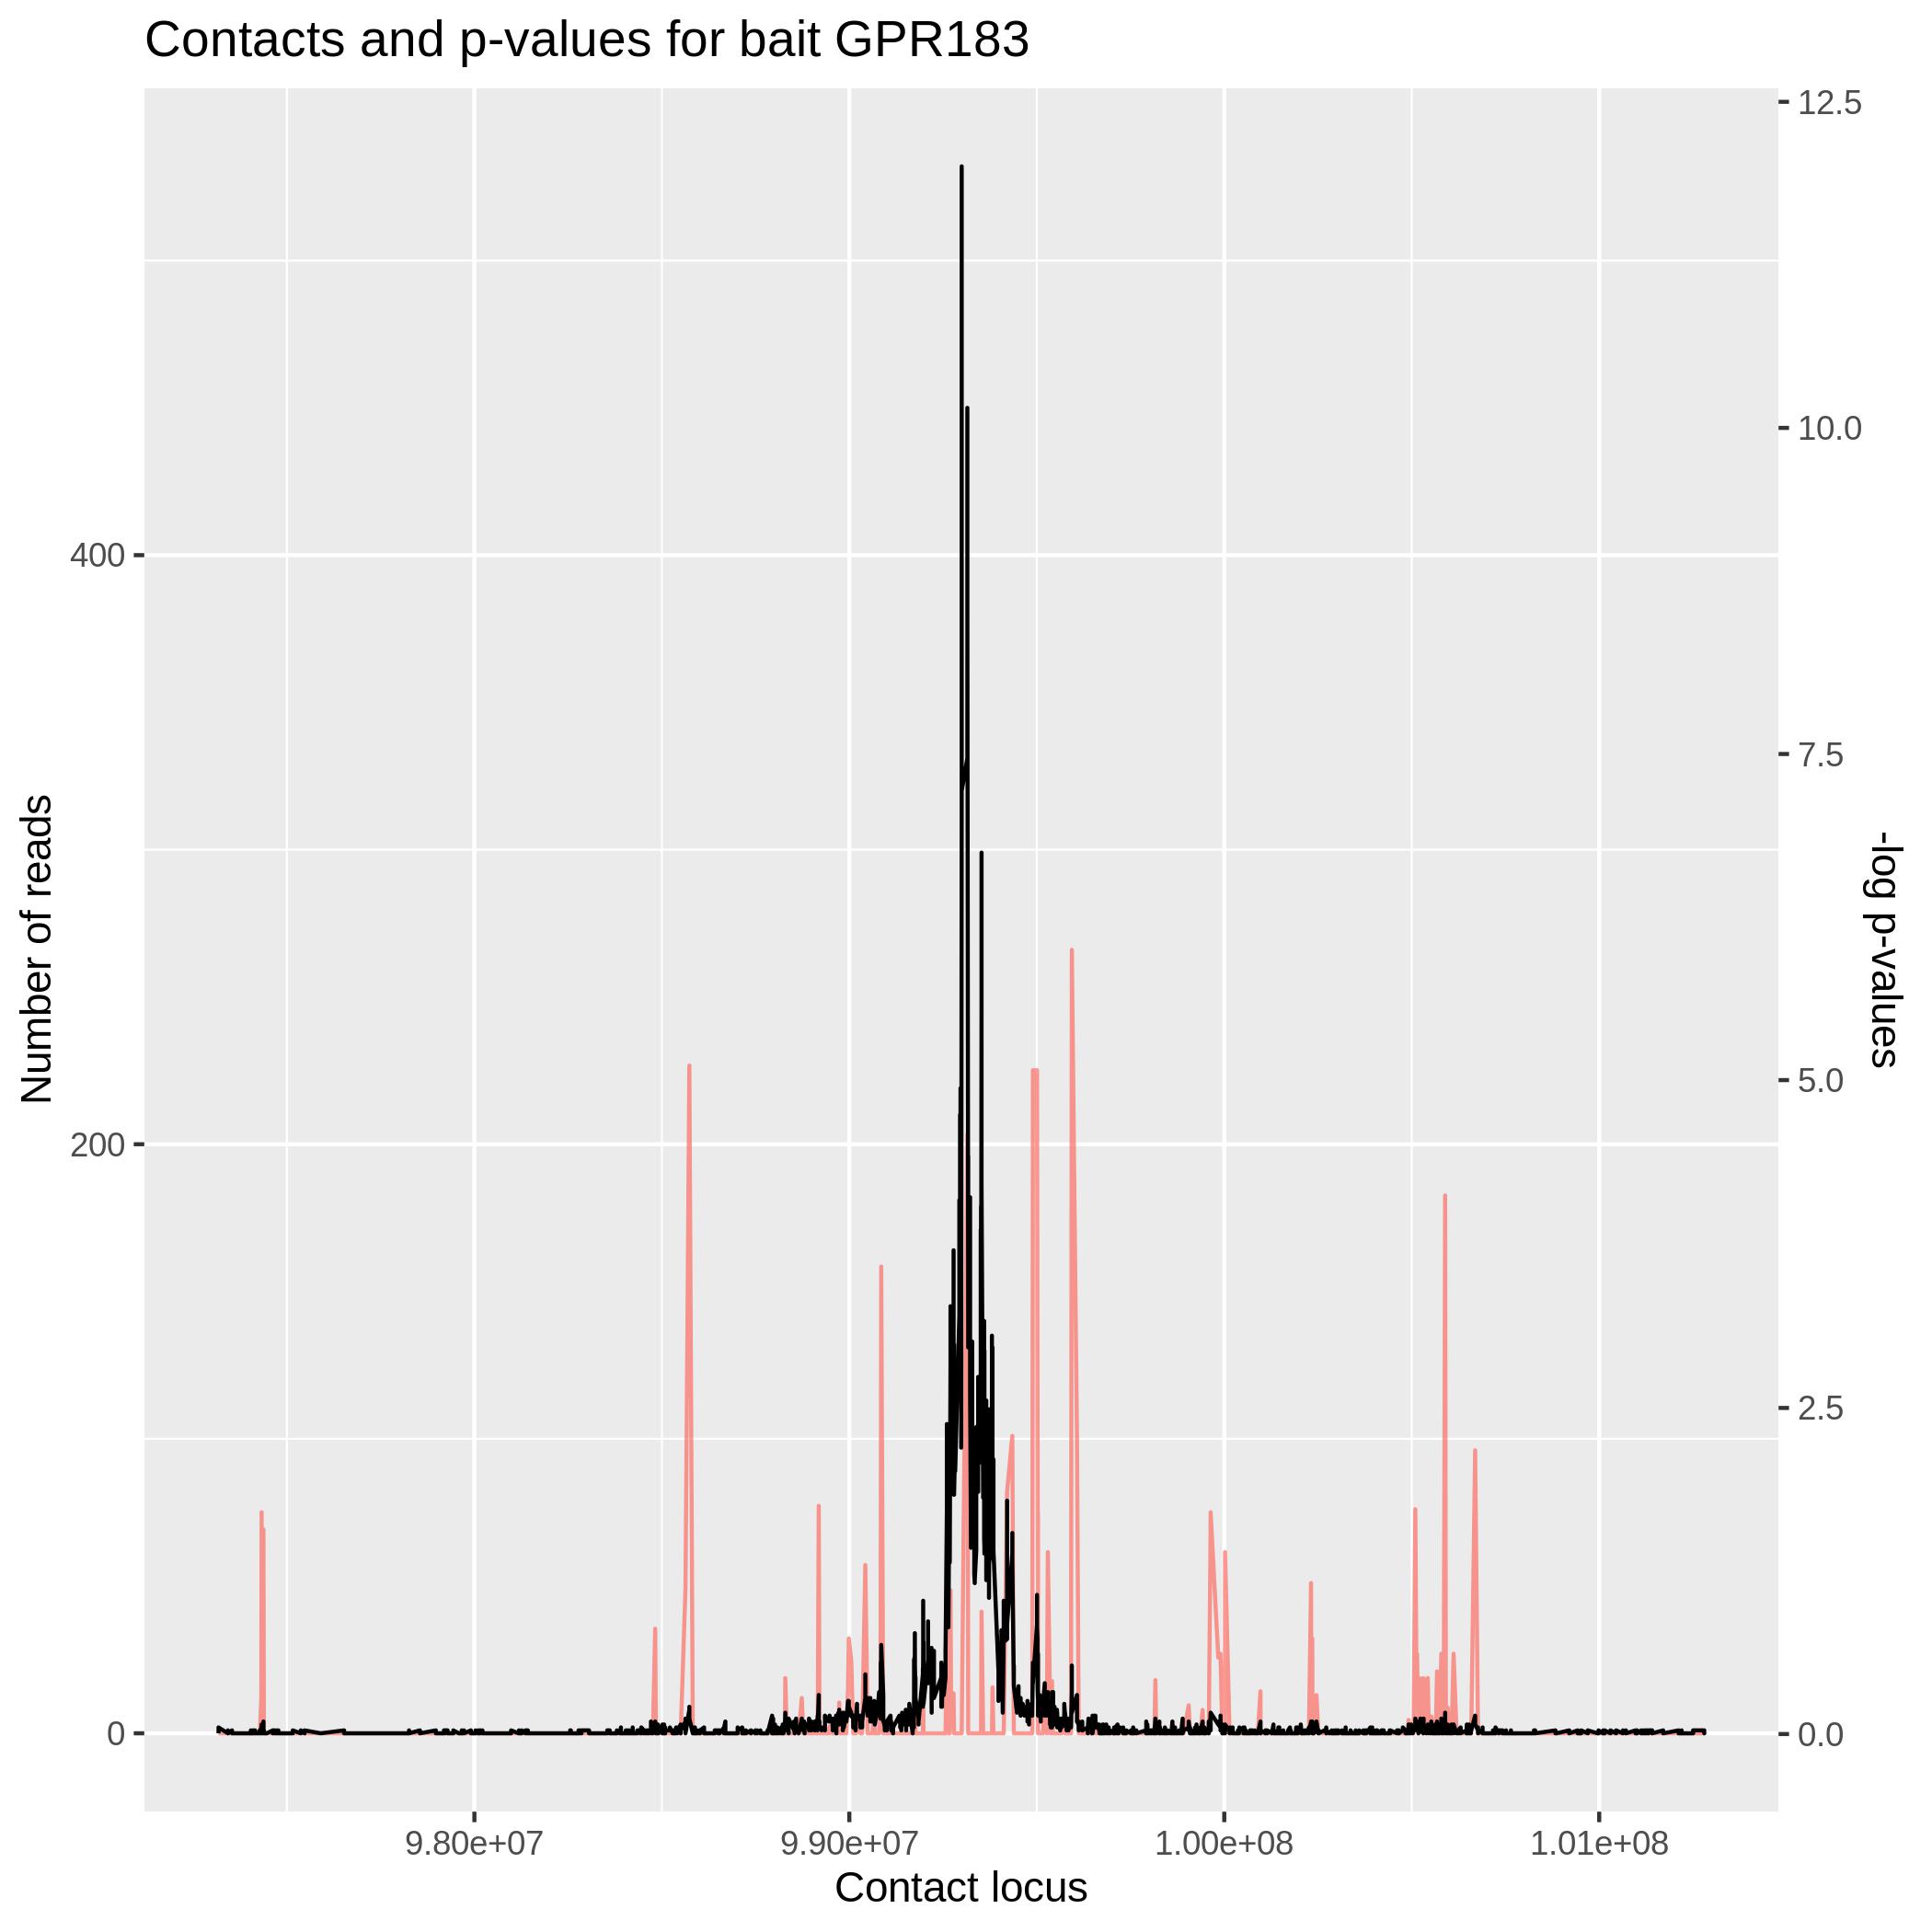 Contacts and p-values for bait GPR183
12.5
10.0
400
7.5
Number of reads
-log p-values
5.0
200
2.5
0
0.0
9.80e+07
9.90e+07
1.00e+08
1.01e+08
Contact locus